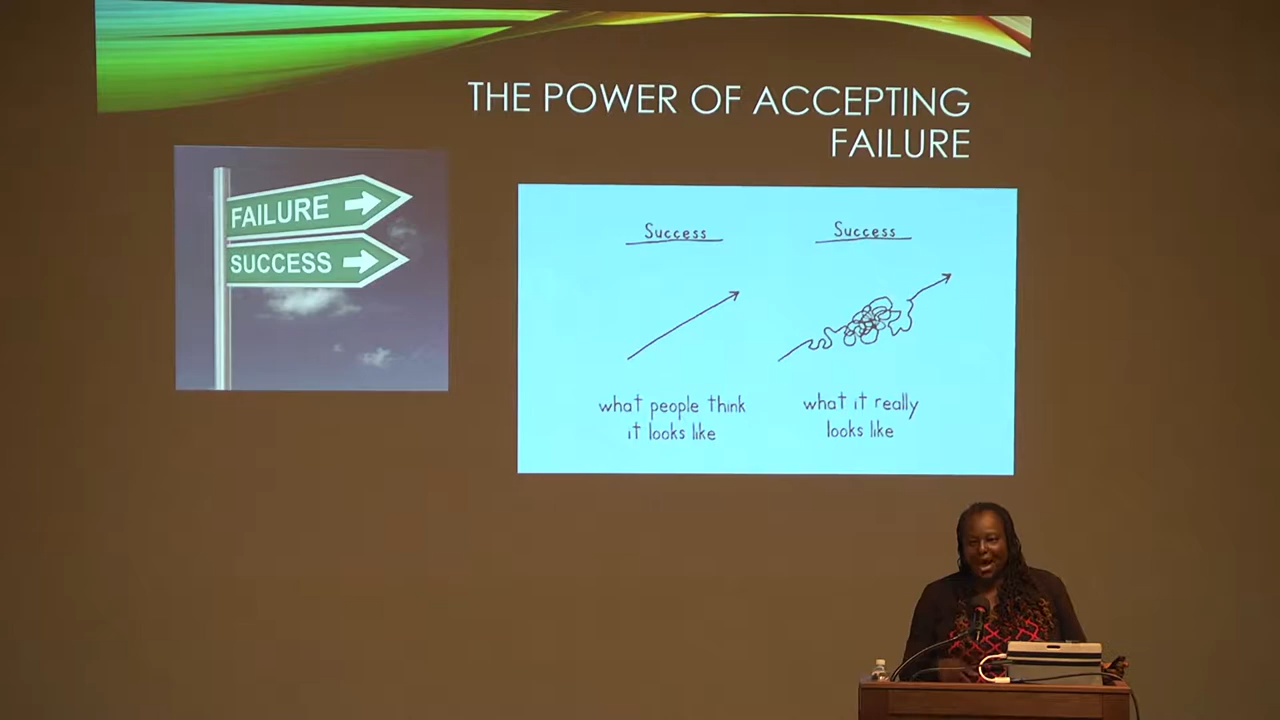 THE POWER OF ACCEPTING
FAILURE
FAILURE
SUCCESS
Success
Success
what people think
it looks like
what it really
looks like